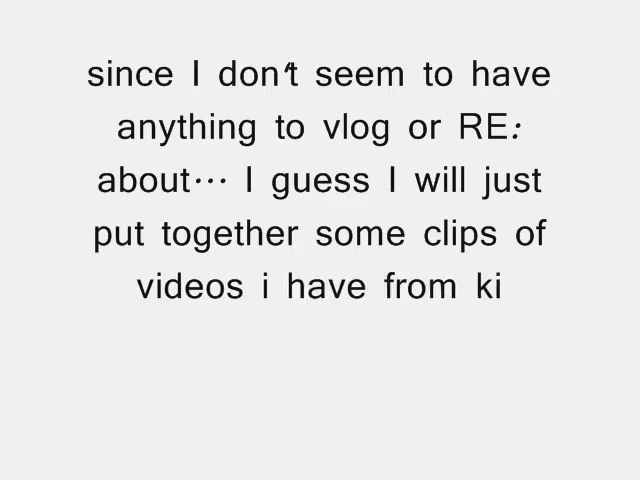 since I don't seem to have
anything to vlog or RE:
about··· I guess I will just
put together some clips of
videos i have from ki